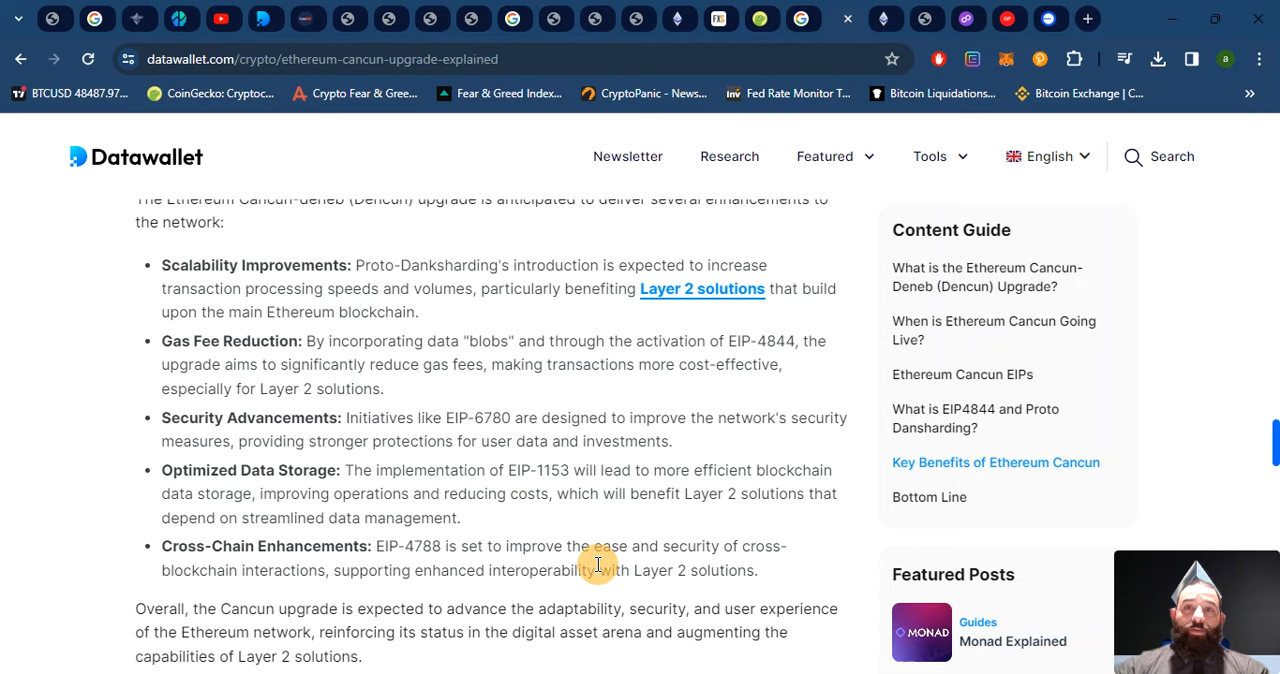 FXS
datawallet.com/crypto/ethereum-cancun-upgrade-explained
a
BTCUSD 48487.97...
CoinGecko: Cryptoc...
Crypto Fear & Gree...
Fear & Greed Index...
CryptoPanic - News...
Inv Fed Rate Monitor T...
Bitcoin Liquidations...
Bitcoin Exchange | C...
Datawallet
Newsletter
Research
Featured
Tools
English
Search
The Ethereum Cancun-deneb (Dencun) upgrade is anticipated to deliver several enhancements to
the network:
• Scalability Improvements: Proto-Danksharding's introduction is expected to increase
transaction processing speeds and volumes, particularly benefiting Layer 2 solutions that build
upon the main Ethereum blockchain.
• Gas Fee Reduction: By incorporating data "blobs" and through the activation of EIP-4844, the
upgrade aims to significantly reduce gas fees, making transactions more cost-effective,
especially for Layer 2 solutions.
• Security Advancements: Initiatives like EIP-6780 are designed to improve the network's security
measures, providing stronger protections for user data and investments.
• Optimized Data Storage: The implementation of EIP-1153 will lead to more efficient blockchain
data storage, improving operations and reducing costs, which will benefit Layer 2 solutions that
depend on streamlined data management.
• Cross-Chain Enhancements: EIP-4788 is set to improve the ease and security of cross-
blockchain interactions, supporting enhanced interoperability with Layer 2 solutions.
Overall, the Cancun upgrade is expected to advance the adaptability, security, and user experience
of the Ethereum network, reinforcing its status in the digital asset arena and augmenting the
capabilities of Layer 2 solutions.
Content Guide
What is the Ethereum Cancun-
Deneb (Dencun) Upgrade?
When is Ethereum Cancun Going
Live?
Ethereum Cancun EIPs
What is EIP4844 and Proto
Dansharding?
Key Benefits of Ethereum Cancun
Bottom Line
Featured Posts
MONAD
Guides
Monad Explained